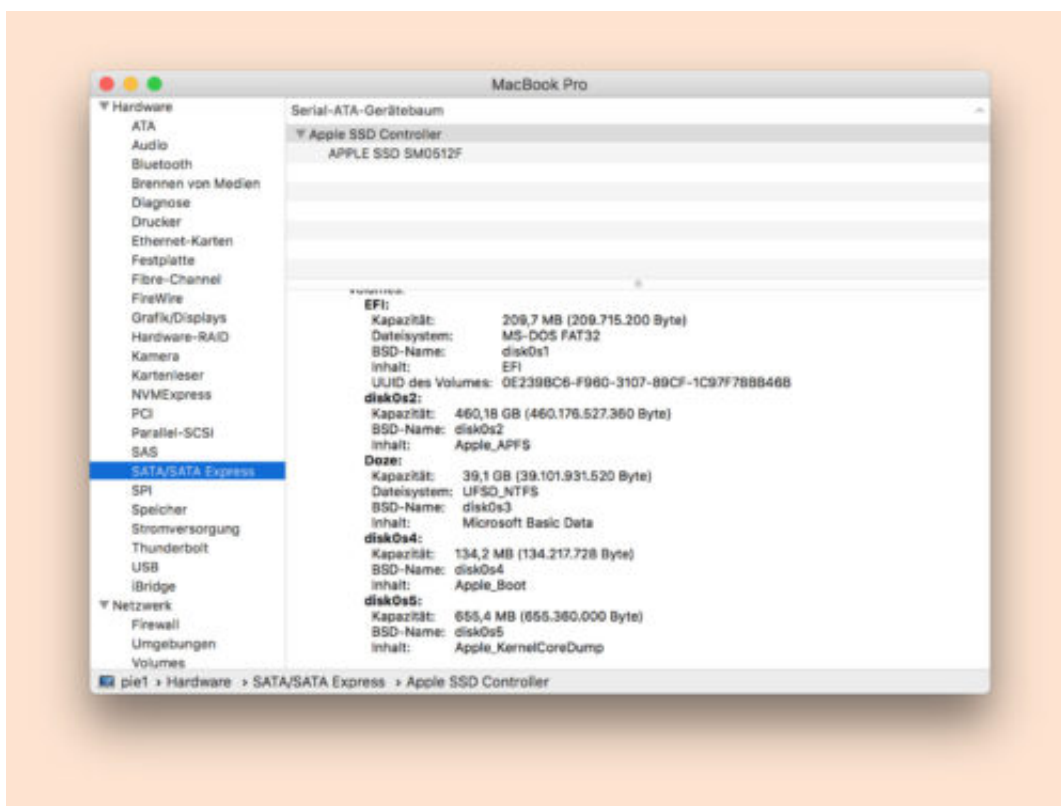 MacBook Pro
Hardware
ATA
Audio
Bluetooth
Brennen von Medien
Diagnose
Drucker
Ethernet-Karten
Festplatte
Fibre-Channel
FireWire
Grafik/Displays
Hardware-RAID
Kamera
Kartenleser
NVMExpress
PCI
Parallel-SCSI
SAS
SATA/SATA Express
SPI
Speicher
Stromversorgung
Thunderbolt
USB
iBridge
Netzwerk
Firewall
Umgebungen
Volumes
Serial-ATA-Gerätebaum
Apple SSD Controller
APPLE SSD SM0512F
Volumes:
EFI:
Kapazität: 209,7 MB (209.715.200 Byte)
Dateisystem: MS-DOS FAT32
BSD-Name: disk0s1
Inhalt: EFI
UUID des Volumes: 0E239BC6-F960-3107-89CF-1C97F78BB46B
disk0s2:
Kapazität: 460,18 GB (460.176.527.360 Byte)
BSD-Name: disk0s2
Inhalt: Apple_APFS
Doze:
Kapazität: 39,1 GB (39.101.931.520 Byte)
Dateisystem: UFSD_NTFS
BSD-Name: disk0s3
Inhalt: Microsoft Basic Data
disk0s4:
Kapazität: 134,2 MB (134.217.728 Byte)
BSD-Name: disk0s4
Inhalt: Apple_Boot
disk0s5:
Kapazität: 655,4 MB (655.360.000 Byte)
BSD-Name: disk0s5
Inhalt: Apple_KernelCoreDump
pie1 › Hardware › SATA/SATA Express › Apple SSD Controller